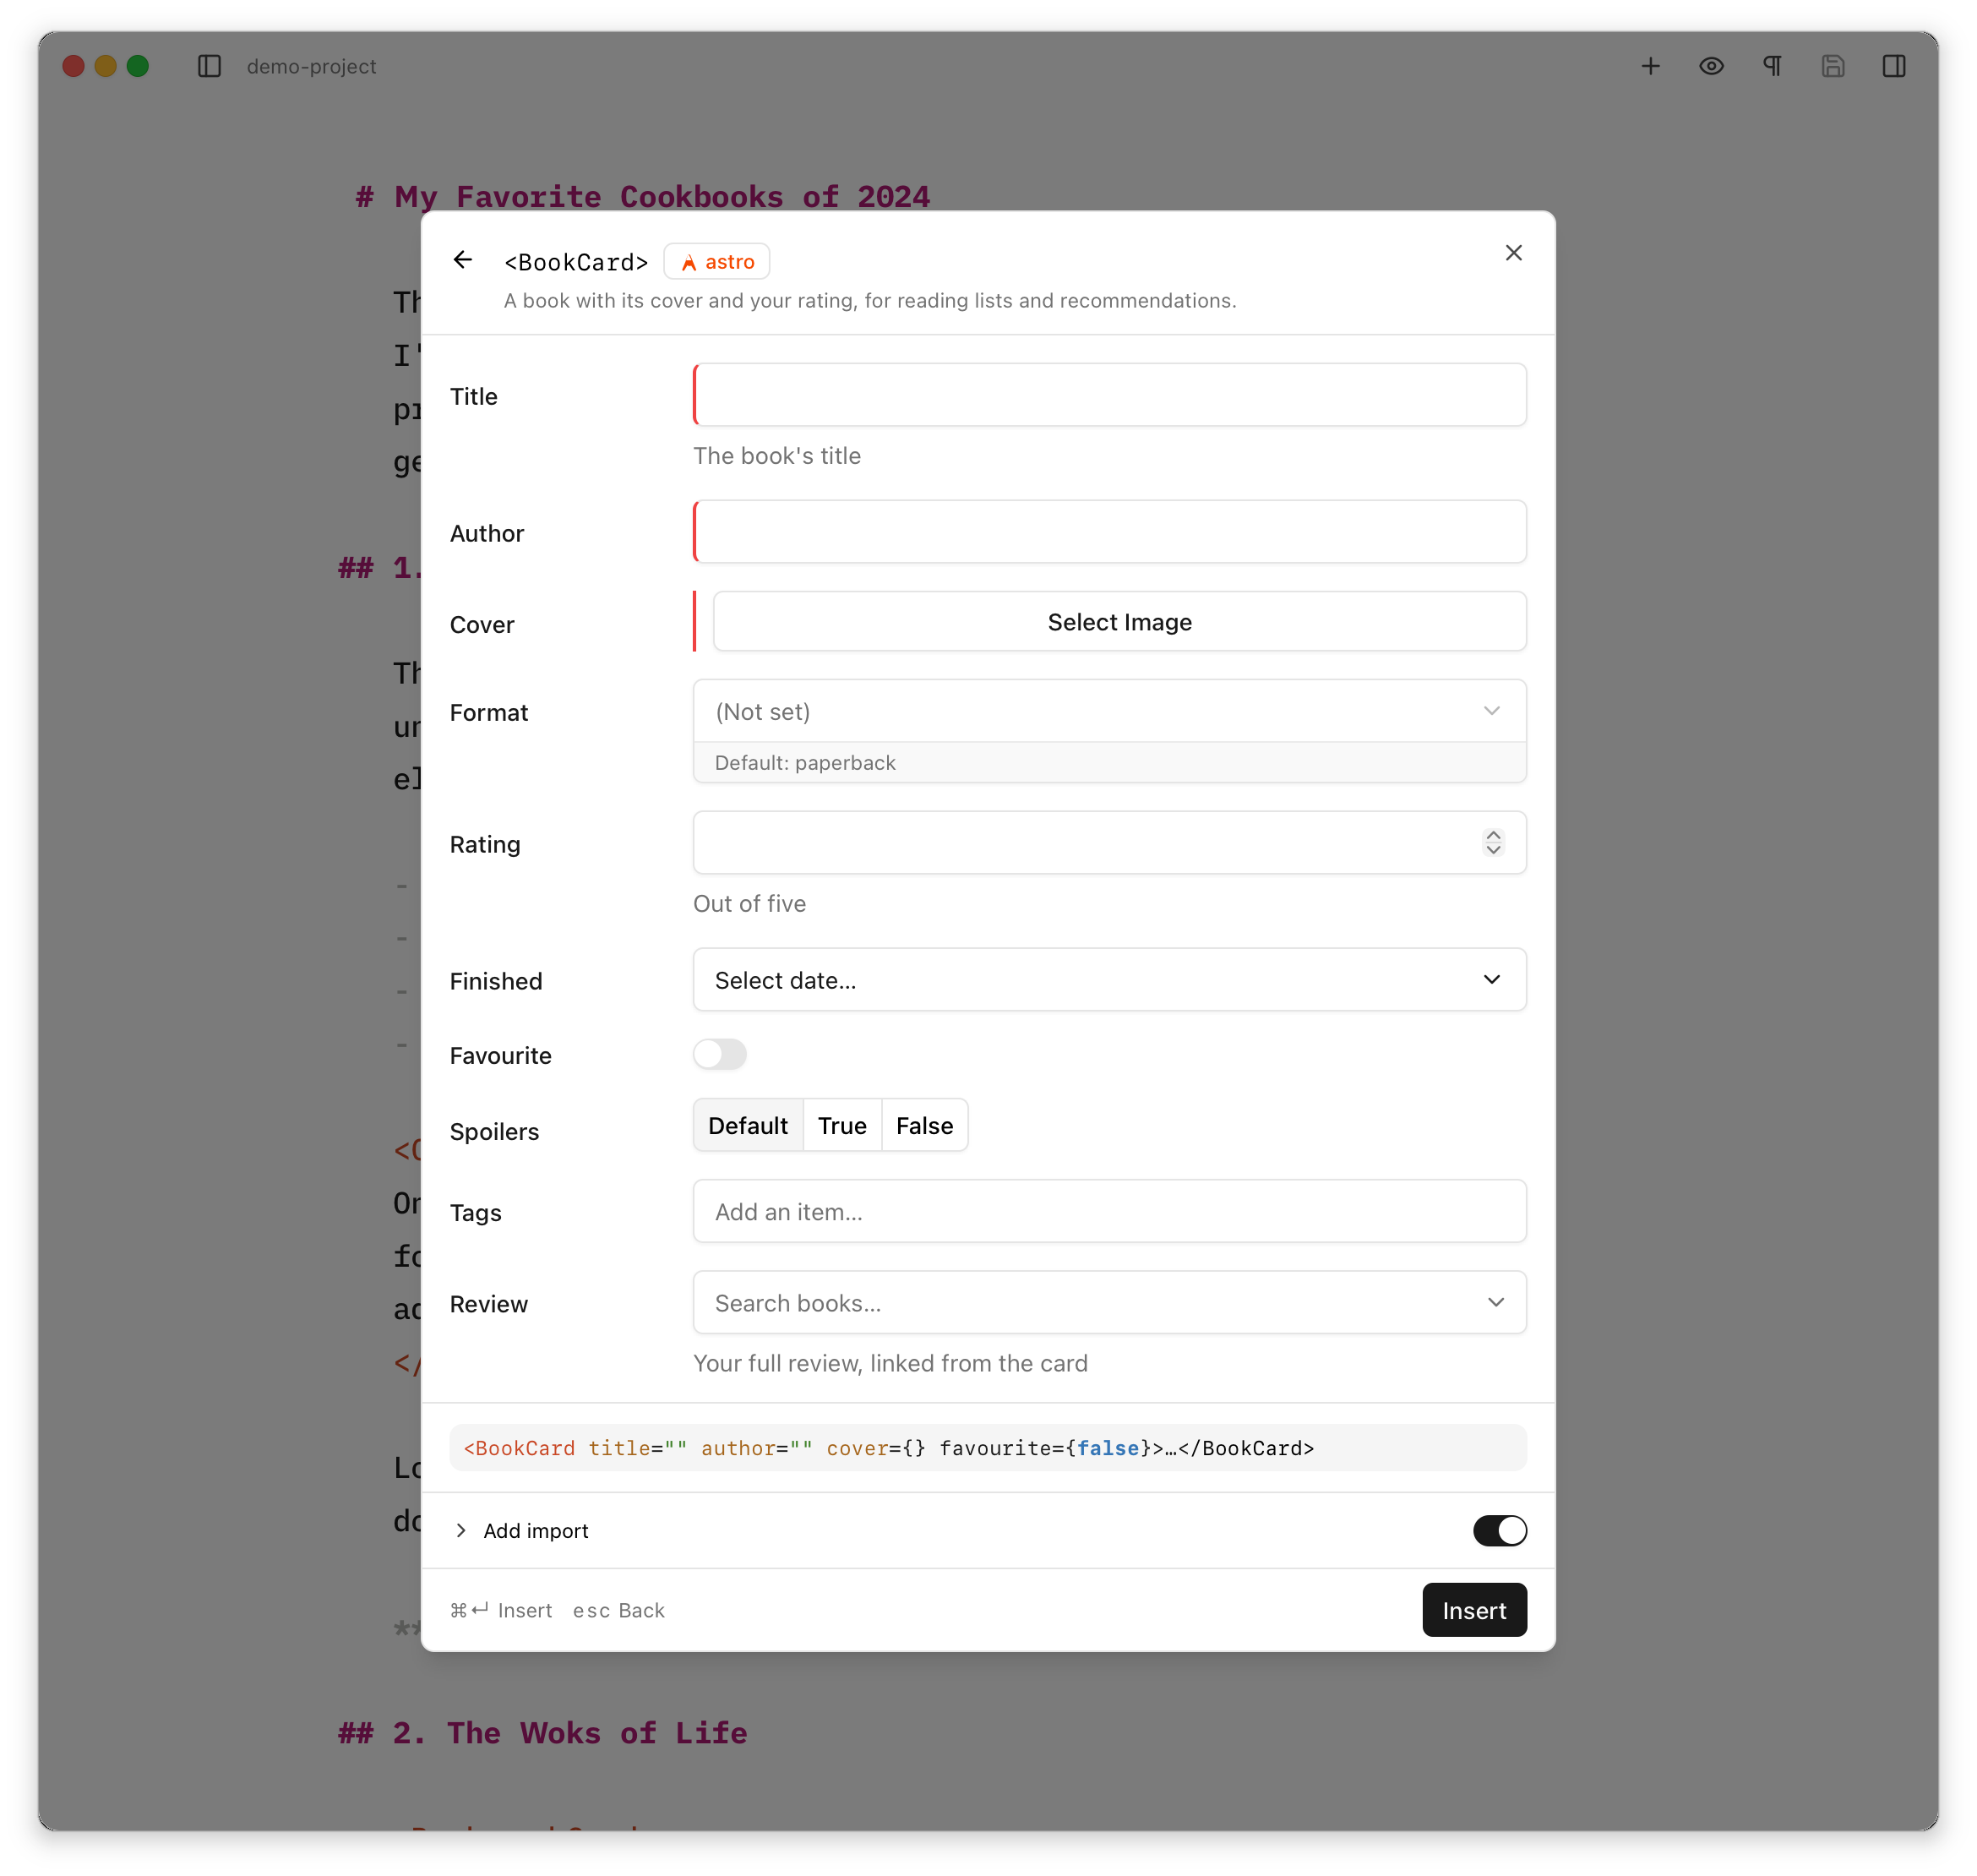 demo-project
# My Favorite Cookbooks of 2024
<BookCard>
astro
A book with its cover and your rating, for reading lists and recommendations.
Title
The book's title
Author
## 1.
Cover
Select Image
Format
(Not set)
Default: paperback
Rating
Out of five
Finished
Select date...
Favourite
Spoilers
Default
True
False
Tags
Add an item...
Review
Search books...
Your full review, linked from the card
<BookCard title="" author="" cover={} favourite={false}>…</BookCard>
Add import
⌘↵ Insert esc Back
Insert
**
## 2. The Woks of Life